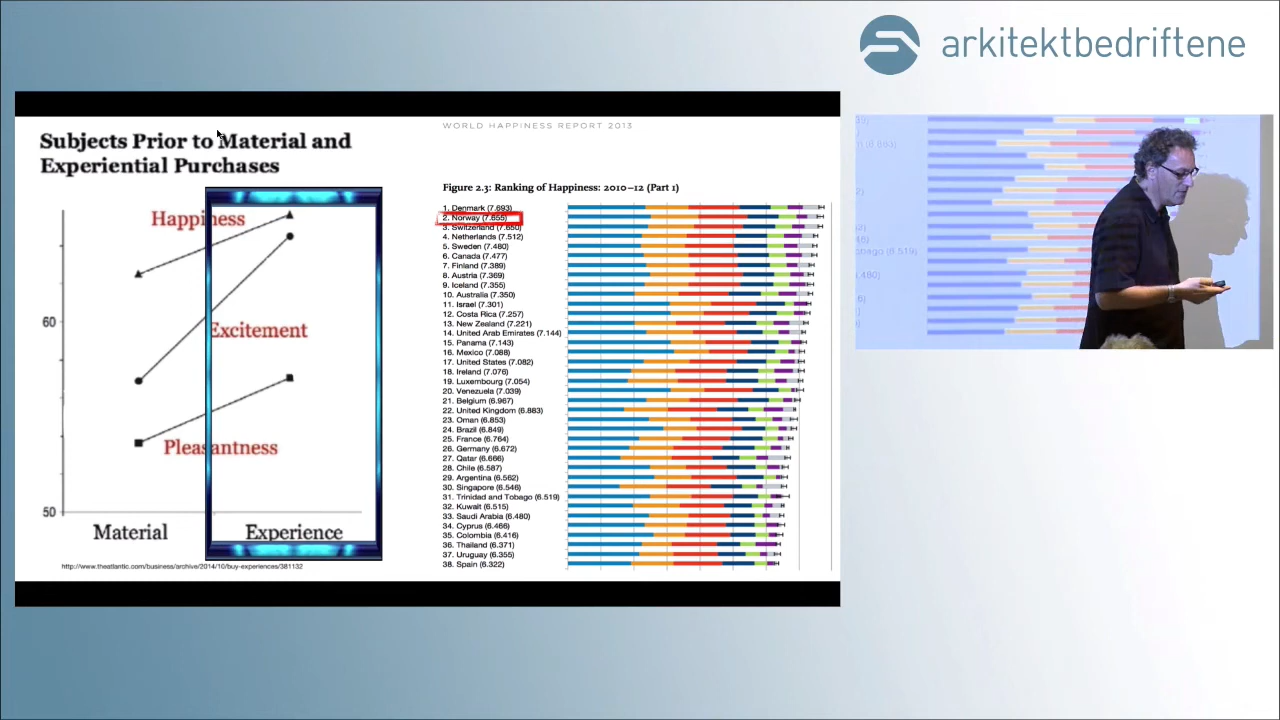 arkitektbedriftene
WORLD HAPPINESS REPORT 2013
Subjects Prior to Material and
Experiential Purchases
Happiness
60
Excitement
Pleasantness
50
Material
Experience
http://www.theatlantic.com/business/archive/2014/10/buy-experiences/381132
Figure 2.3: Ranking of Happiness: 2010–12 (Part 1)
1. Denmark (7.693)
2. Norway (7.655)
3. Switzerland (7.650)
4. Netherlands (7.512)
5. Sweden (7.480)
6. Canada (7.477)
7. Finland (7.389)
8. Austria (7.369)
9. Iceland (7.355)
10. Australia (7.350)
11. Israel (7.301)
12. Costa Rica (7.257)
13. New Zealand (7.221)
14. United Arab Emirates (7.144)
15. Panama (7.143)
16. Mexico (7.088)
17. United States (7.082)
18. Ireland (7.076)
19. Luxembourg (7.054)
20. Venezuela (7.039)
21. Belgium (6.967)
22. United Kingdom (6.883)
23. Oman (6.853)
24. Brazil (6.849)
25. France (6.764)
26. Germany (6.672)
27. Qatar (6.666)
28. Chile (6.587)
29. Argentina (6.562)
30. Singapore (6.546)
31. Trinidad and Tobago (6.519)
32. Kuwait (6.515)
33. Saudi Arabia (6.480)
34. Cyprus (6.466)
35. Colombia (6.416)
36. Thailand (6.371)
37. Uruguay (6.355)
38. Spain (6.322)